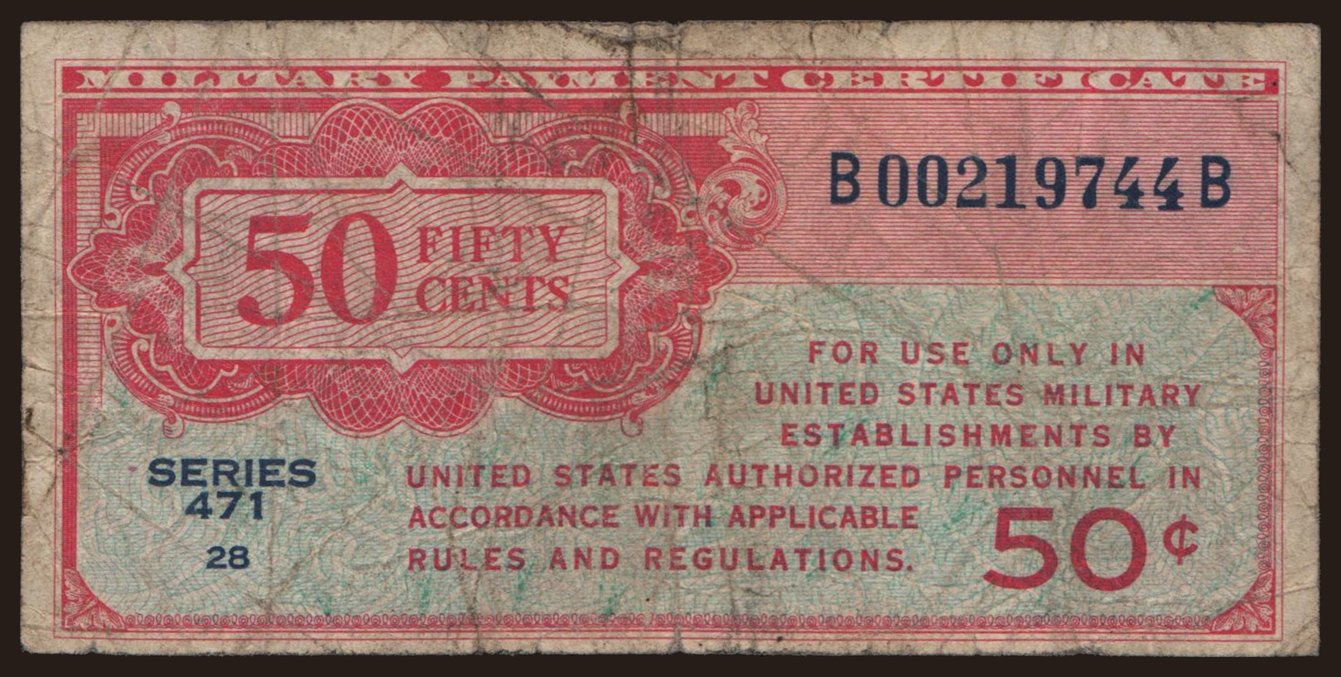 MILITARY PAYMENT CERTIFICATE
B00219744B
50 FIFTY CENTS
FOR USE ONLY IN
UNITED STATES MILITARY
ESTABLISHMENTS BY
UNITED STATES AUTHORIZED PERSONNEL IN
ACCORDANCE WITH APPLICABLE
RULES AND REGULATIONS.
SERIES
471
28
50¢